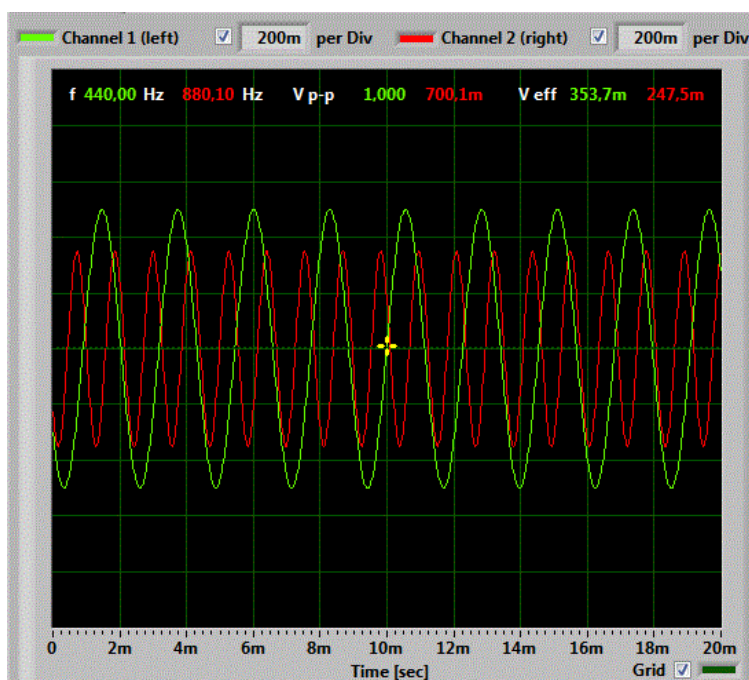 Channel 1 (left) 200m per Div Channel 2 (right) 200m per Div
f 440,00 Hz 880,10 Hz V p-p 1,000 700,1m V eff 353,7m 247,5m
0 2m 4m 6m 8m 10m 12m 14m 16m 18m 20m
Time [sec] Grid